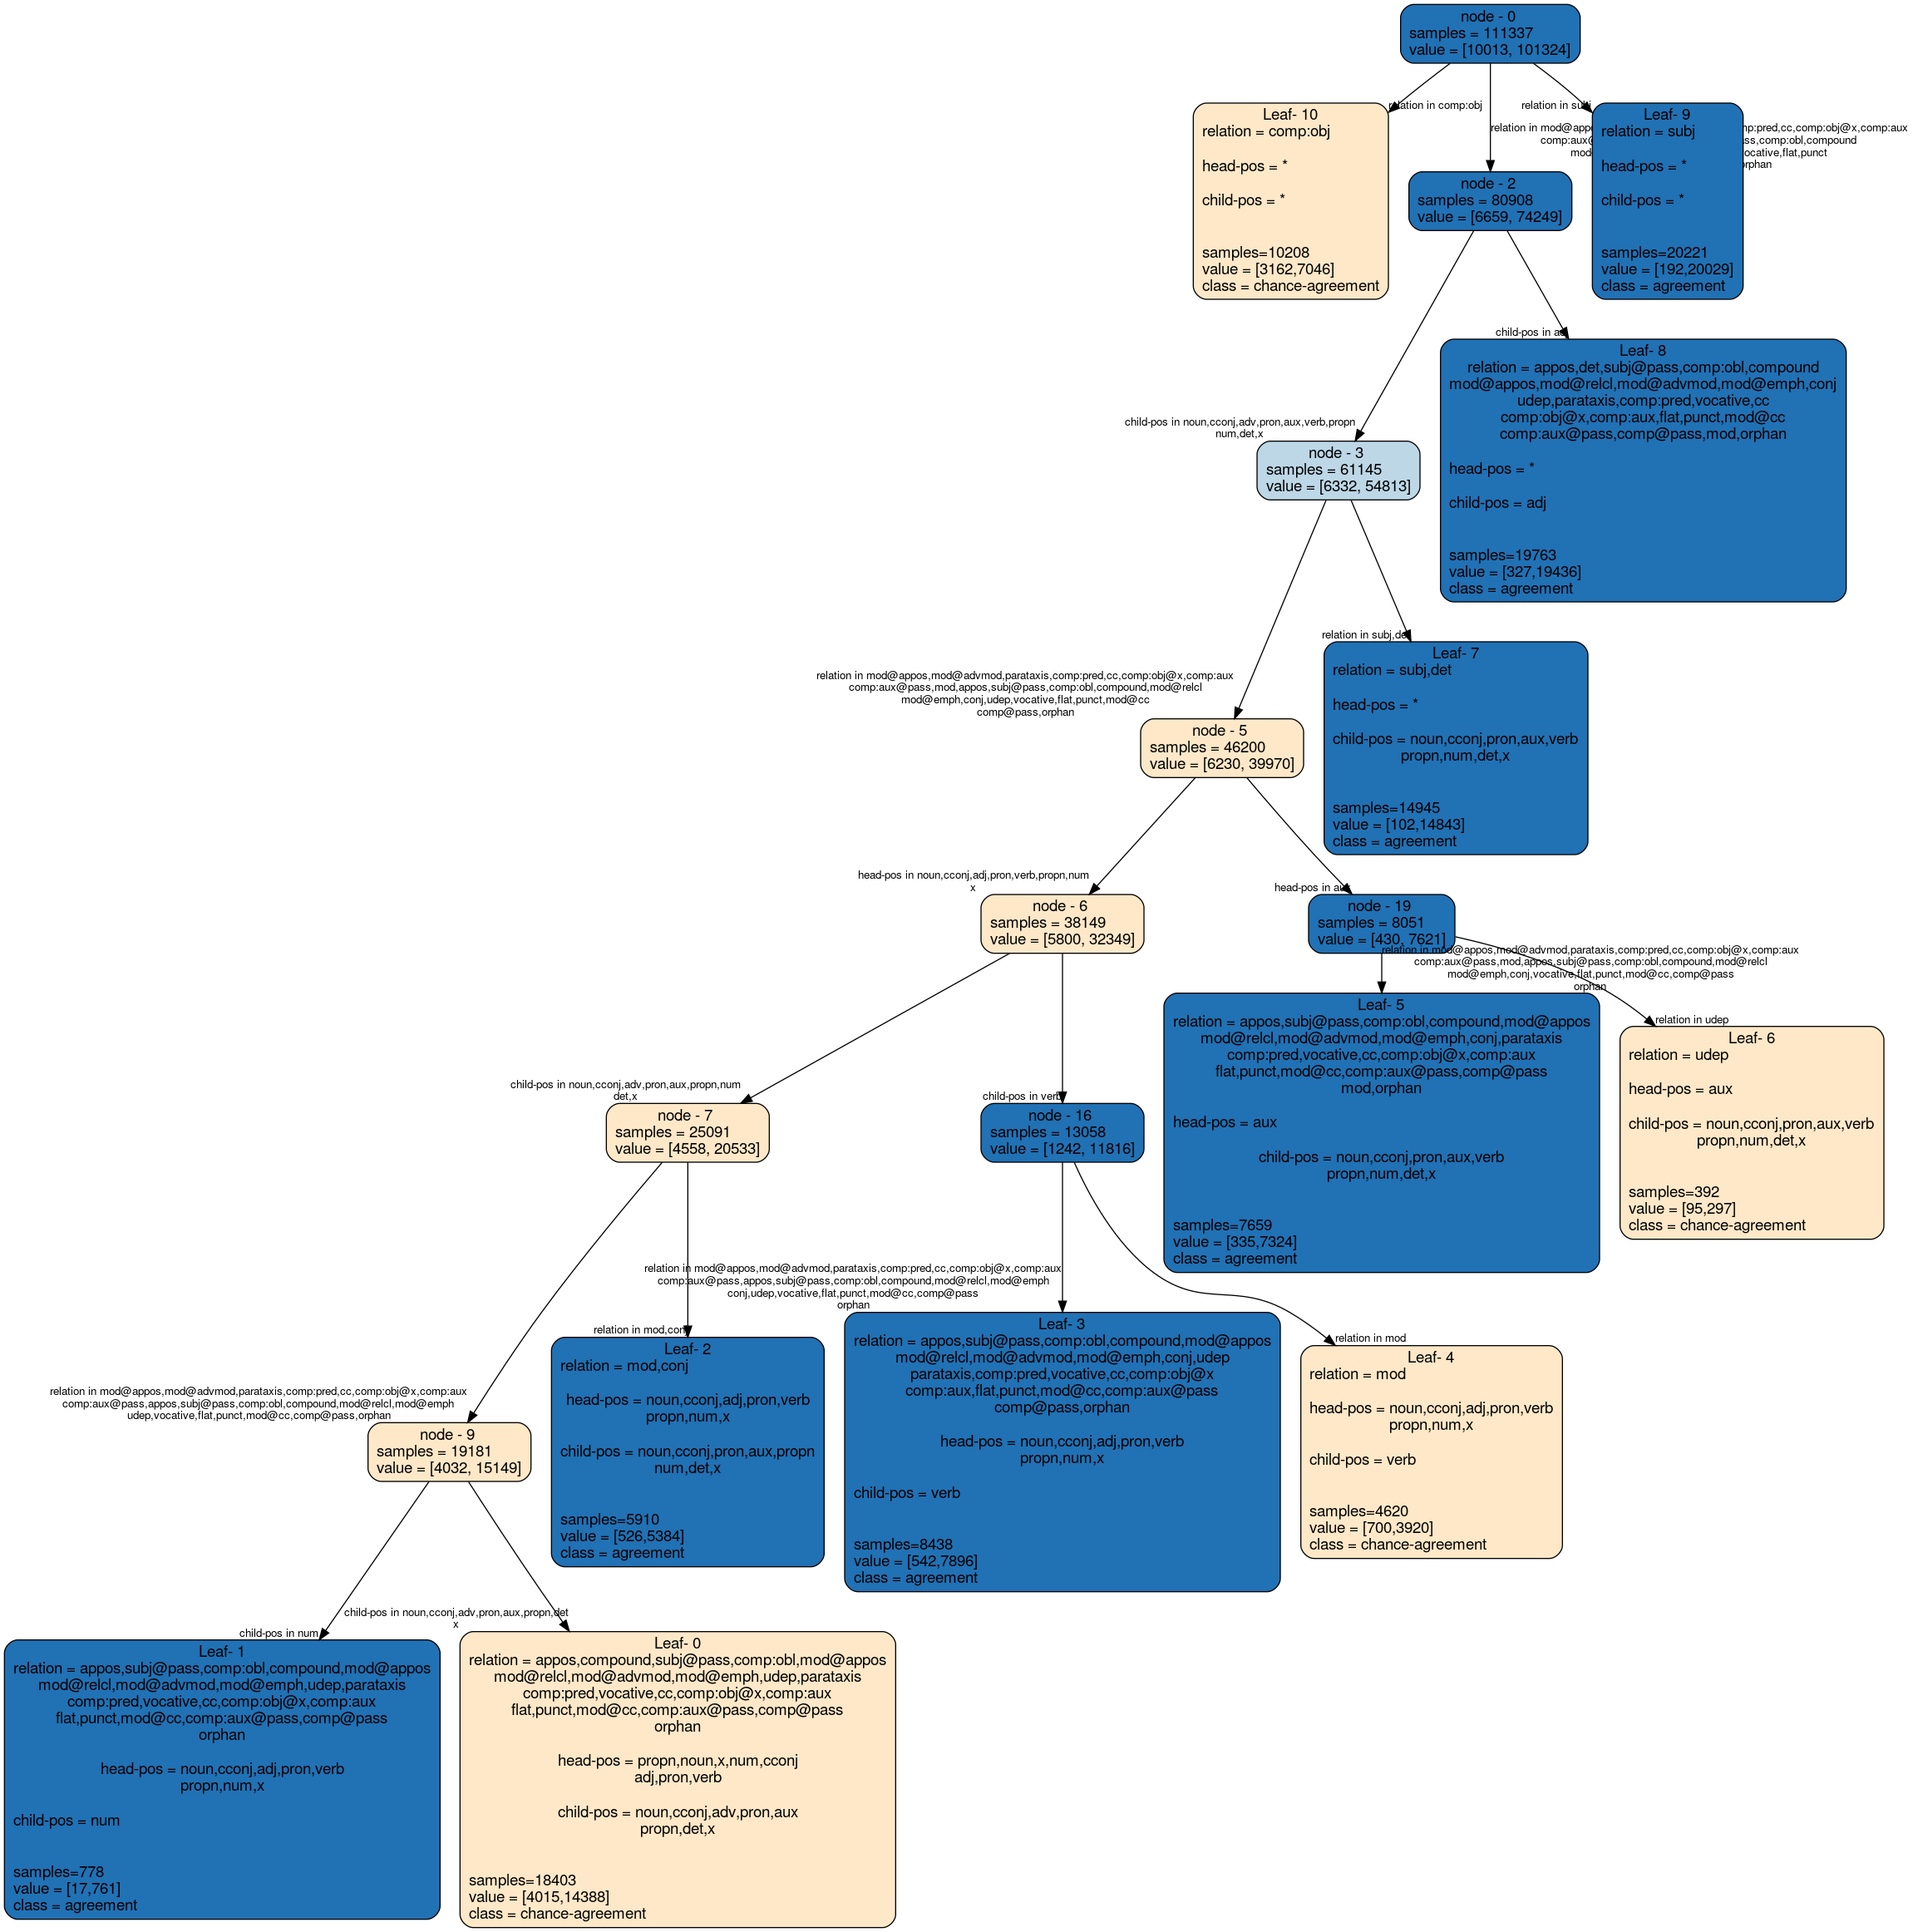 node - 0
samples = 111337
value = [10013, 101324]
relation in comp:obj
relation in subj
Leaf- 10
relation = comp:obj
head-pos = *
child-pos = *
samples=10208
value = [3162,7046]
class = chance-agreement
node - 2
samples = 80908
value = [6659, 74249]
Leaf- 9
relation = subj
head-pos = *
child-pos = *
samples=20221
value = [192,20029]
class = agreement
child-pos in adj
Leaf- 8
relation = appos,det,subj@pass,comp:obl,compound
mod@appos,mod@relcl,mod@advmod,mod@emph,conj
udep,parataxis,comp:pred,vocative,cc
comp:obj@x,comp:aux,flat,punct,mod@cc
comp:aux@pass,comp@pass,mod,orphan
head-pos = *
child-pos = adj
samples=19763
value = [327,19436]
class = agreement
child-pos in noun,cconj,adv,pron,aux,verb,propn
num,det,x
node - 3
samples = 61145
value = [6332, 54813]
relation in subj,det
Leaf- 7
relation = subj,det
head-pos = *
child-pos = noun,cconj,pron,aux,verb
propn,num,det,x
samples=14945
value = [102,14843]
class = agreement
relation in mod@appos,mod@advmod,parataxis,comp:pred,cc,comp:obj@x,comp:aux
comp:aux@pass,mod,appos,subj@pass,comp:obl,compound,mod@relcl
mod@emph,conj,udep,vocative,flat,punct,mod@cc
comp@pass,orphan
node - 5
samples = 46200
value = [6230, 39970]
head-pos in noun,cconj,adj,pron,verb,propn,num
x
node - 6
samples = 38149
value = [5800, 32349]
head-pos in aux
node - 19
samples = 8051
value = [430, 7621]
relation in mod@appos,mod@advmod,parataxis,comp:pred,cc,comp:obj@x,comp:aux
comp:aux@pass,mod,appos,subj@pass,comp:obl,compound,mod@relcl
mod@emph,conj,vocative,flat,punct,mod@cc,comp@pass
orphan
Leaf- 5
relation = appos,subj@pass,comp:obl,compound,mod@appos
mod@relcl,mod@advmod,mod@emph,conj,parataxis
comp:pred,vocative,cc,comp:obj@x,comp:aux
flat,punct,mod@cc,comp:aux@pass,comp@pass
mod,orphan
head-pos = aux
child-pos = noun,cconj,pron,aux,verb
propn,num,det,x
samples=7659
value = [335,7324]
class = agreement
relation in udep
Leaf- 6
relation = udep
head-pos = aux
child-pos = noun,cconj,pron,aux,verb
propn,num,det,x
samples=392
value = [95,297]
class = chance-agreement
child-pos in noun,cconj,adv,pron,aux,propn,num
det,x
node - 7
samples = 25091
value = [4558, 20533]
child-pos in verb
node - 16
samples = 13058
value = [1242, 11816]
relation in mod,conj
Leaf- 2
relation = mod,conj
head-pos = noun,cconj,adj,pron,verb
propn,num,x
child-pos = noun,cconj,pron,aux,propn
num,det,x
samples=5910
value = [526,5384]
class = agreement
relation in mod@appos,mod@advmod,parataxis,comp:pred,cc,comp:obj@x,comp:aux
comp:aux@pass,appos,subj@pass,comp:obl,compound,mod@relcl,mod@emph
conj,udep,vocative,flat,punct,mod@cc,comp@pass
orphan
Leaf- 3
relation = appos,subj@pass,comp:obl,compound,mod@appos
mod@relcl,mod@advmod,mod@emph,conj,udep
parataxis,comp:pred,vocative,cc,comp:obj@x
comp:aux,flat,punct,mod@cc,comp:aux@pass
comp@pass,orphan
head-pos = noun,cconj,adj,pron,verb
propn,num,x
child-pos = verb
samples=8438
value = [542,7896]
class = agreement
relation in mod
Leaf- 4
relation = mod
head-pos = noun,cconj,adj,pron,verb
propn,num,x
child-pos = verb
samples=4620
value = [700,3920]
class = chance-agreement
relation in mod@appos,mod@advmod,parataxis,comp:pred,cc,comp:obj@x,comp:aux
comp:aux@pass,appos,subj@pass,comp:obl,compound,mod@relcl,mod@emph
udep,vocative,flat,punct,mod@cc,comp@pass,orphan
node - 9
samples = 19181
value = [4032, 15149]
child-pos in num
Leaf- 1
relation = appos,subj@pass,comp:obl,compound,mod@appos
mod@relcl,mod@advmod,mod@emph,udep,parataxis
comp:pred,vocative,cc,comp:obj@x,comp:aux
flat,punct,mod@cc,comp:aux@pass,comp@pass
orphan
head-pos = noun,cconj,adj,pron,verb
propn,num,x
child-pos = num
samples=778
value = [17,761]
class = agreement
child-pos in noun,cconj,adv,pron,aux,propn,det
x
Leaf- 0
relation = appos,compound,subj@pass,comp:obl,mod@appos
mod@relcl,mod@advmod,mod@emph,udep,parataxis
comp:pred,vocative,cc,comp:obj@x,comp:aux
flat,punct,mod@cc,comp:aux@pass,comp@pass
orphan
head-pos = propn,noun,x,num,cconj
adj,pron,verb
child-pos = noun,cconj,adv,pron,aux
propn,det,x
samples=18403
value = [4015,14388]
class = chance-agreement